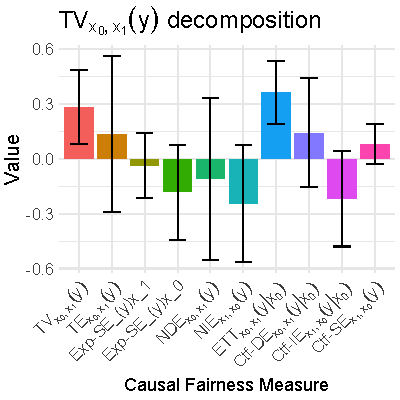 TVx₀, x₁(y) decomposition
0.6
0.3
0.0
-0.3
-0.6
Value
TVx₀, x₁(y)
TEx₀, x₁(y)
Exp-SE_(y)x_1
Exp-SE_(y)x_0
NDEx₀, x₁(y)
NIEx₁, x₀(y)
ETTx₀, x₁(y|x₀)
Ctf-DEx₀, x₁(y|x₀)
Ctf-IEx₁, x₀(y|x₀)
Ctf-SEx₁, x₀(y)
Causal Fairness Measure